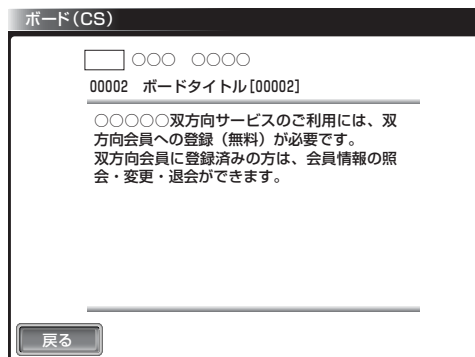 ボード(CS)
○○○ ○○○○
00002 ボードタイトル[00002]
○○○○○双方向サービスのご利用には、双
方向会員への登録(無料)が必要です。
双方向会員に登録済みの方は、会員情報の照
会・変更・退会ができます。
戻る